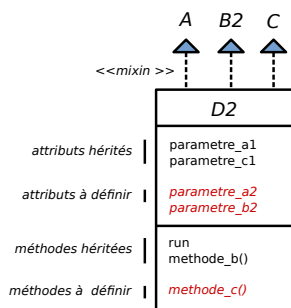 A B2 C
<<mixin >>
D2
attributs hérités
parametre_a1
parametre_c1
attributs à définir
parametre_a2
parametre_b2
méthodes héritées
run
methode_b()
méthodes à définir
methode_c()